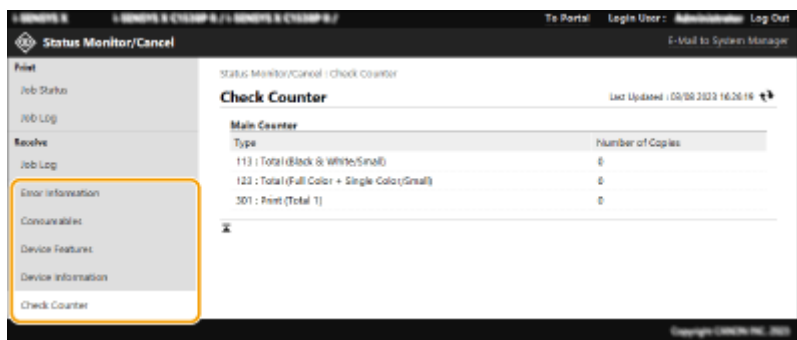 To Portal Login User : Administrator Log Out
Status Monitor/Cancel E-Mail to System Manager
Print
Job Status
Job Log
Receive
Job Log
Error Information
Consumables
Device Features
Device Information
Check Counter
Status Monitor/Cancel : Check Counter
Check Counter Last Updated : 03/08 2023 16:26:19
Main Counter
Type Number of Copies
113 : Total (Black & White/Small) 0
123 : Total (Full Color + Single Color/Small) 0
301 : Print (Total 1) 0
Copyright CANON INC. 2023